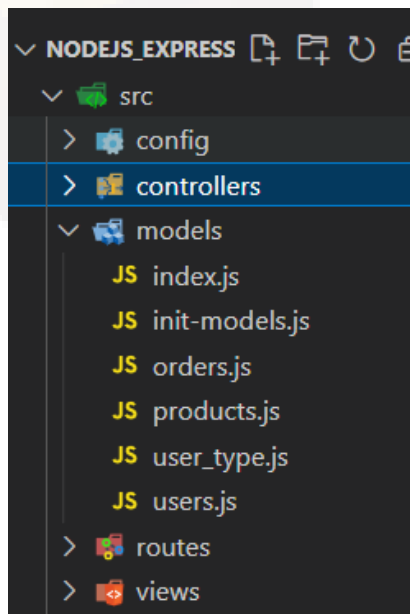 NODEJS_EXPRESS
src
config
controllers
models
JS index.js
JS init-models.js
JS orders.js
JS products.js
JS user_type.js
JS users.js
routes
views